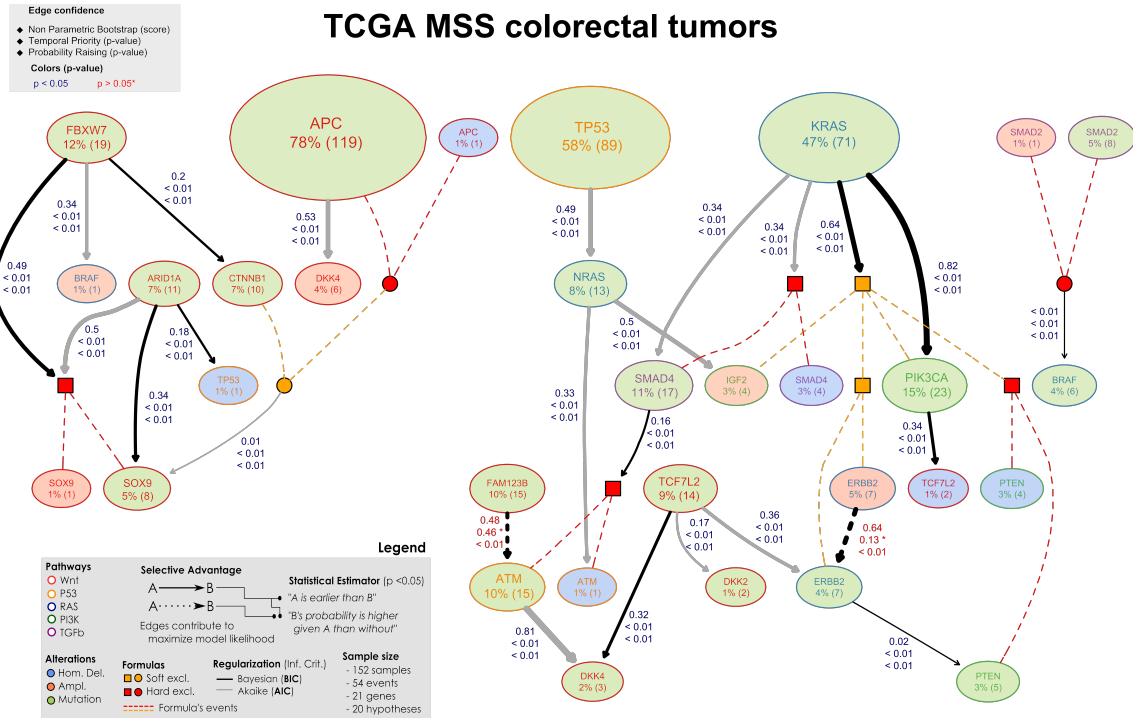 Edge confidence
TCGA MSS colorectal tumors
◆ Non Parametric Bootstrap (score)
◆ Temporal Priority (p-value)
◆ Probability Raising (p-value)
Colors (p-value)
p < 0.05 p > 0.05*
FBXW7
12% (19)
APC
78% (119)
APC
1% (1)
TP53
58% (89)
KRAS
47% (71)
SMAD2
1% (1)
SMAD2
5% (8)
0.34
< 0.01
< 0.01
0.2
< 0.01
< 0.01
0.53
< 0.01
< 0.01
0.49
< 0.01
< 0.01
0.34
< 0.01
< 0.01
0.34
< 0.01
< 0.01
0.64
< 0.01
< 0.01
0.82
< 0.01
< 0.01
0.49
< 0.01
< 0.01
BRAF
1% (1)
ARID1A
7% (11)
CTNNB1
7% (10)
DKK4
4% (6)
NRAS
8% (13)
0.5
< 0.01
< 0.01
0.18
< 0.01
< 0.01
0.5
< 0.01
< 0.01
< 0.01
< 0.01
< 0.01
TP53
1% (1)
SMAD4
11% (17)
IGF2
3% (4)
SMAD4
3% (4)
PIK3CA
15% (23)
BRAF
4% (6)
0.34
< 0.01
< 0.01
0.01
< 0.01
< 0.01
0.33
< 0.01
< 0.01
0.16
< 0.01
< 0.01
0.34
< 0.01
< 0.01
SOX9
1% (1)
SOX9
5% (8)
FAM123B
10% (15)
TCF7L2
9% (14)
ERBB2
5% (7)
TCF7L2
1% (2)
PTEN
3% (4)
0.48
0.46 *
< 0.01
0.17
< 0.01
< 0.01
0.36
< 0.01
< 0.01
0.64
0.13 *
< 0.01
ATM
10% (15)
ATM
1% (1)
DKK2
1% (2)
ERBB2
4% (7)
0.81
< 0.01
< 0.01
0.32
< 0.01
< 0.01
0.02
< 0.01
< 0.01
DKK4
2% (3)
PTEN
3% (5)
Legend
Pathways
Wnt
P53
RAS
PI3K
TGFb
Selective Advantage
A B
A B
Edges contribute to
maximize model likelihood
Statistical Estimator (p <0.05)
"A is earlier than B"
"B's probability is higher
given A than without"
Alterations
Hom. Del.
Ampl.
Mutation
Formulas
Soft excl.
Hard excl.
Formula's events
Regularization (Inf. Crit.)
Bayesian (BIC)
Akaike (AIC)
Sample size
- 152 samples
- 54 events
- 21 genes
- 20 hypotheses